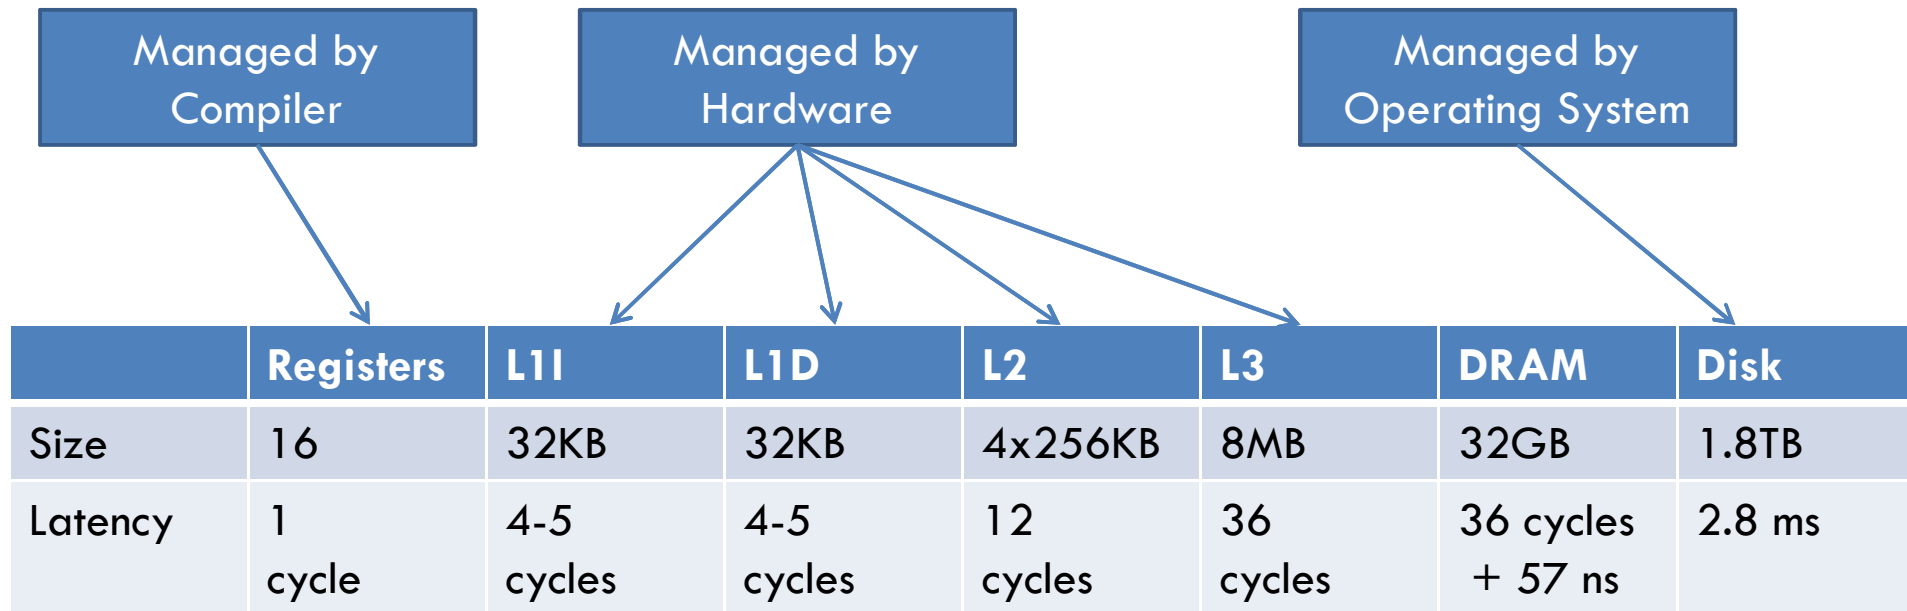 Managed by
Compiler
Managed by
Hardware
Managed by
Operating System
Registers L1I L1D L2 L3 DRAM Disk
Size 16 32KB 32KB 4x256KB 8MB 32GB 1.8TB
Latency 1 4-5 4-5 12 36 36 cycles 2.8 ms
cycle cycles cycles cycles cycles + 57 ns